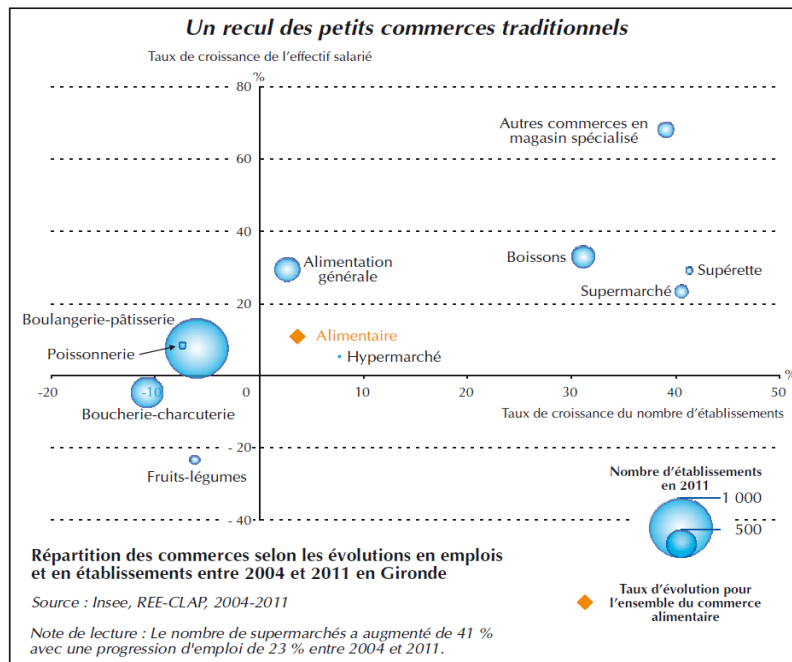 Un recul des petits commerces traditionnels
Taux de croissance de l'effectif salarié
%
80
Autres commerces en
magasin spécialisé
60
40
Boissons
Alimentation
générale
Supérette
Supermarché
20
Boulangerie-pâtisserie
Alimentaire
Poissonnerie
Hypermarché
%
-20
-10
0
10
20
30
40
50
Boucherie-charcuterie
Taux de croissance du nombre d'établissements
- 20
Fruits-légumes
Nombre d'établissements
en 2011
1 000
500
- 40
Répartition des commerces selon les évolutions en emplois
et en établissements entre 2004 et 2011 en Gironde
Source : Insee, REE-CLAP, 2004-2011
Taux d'évolution pour
l'ensemble du commerce
alimentaire
Note de lecture : Le nombre de supermarchés a augmenté de 41 %
avec une progression d'emploi de 23 % entre 2004 et 2011.